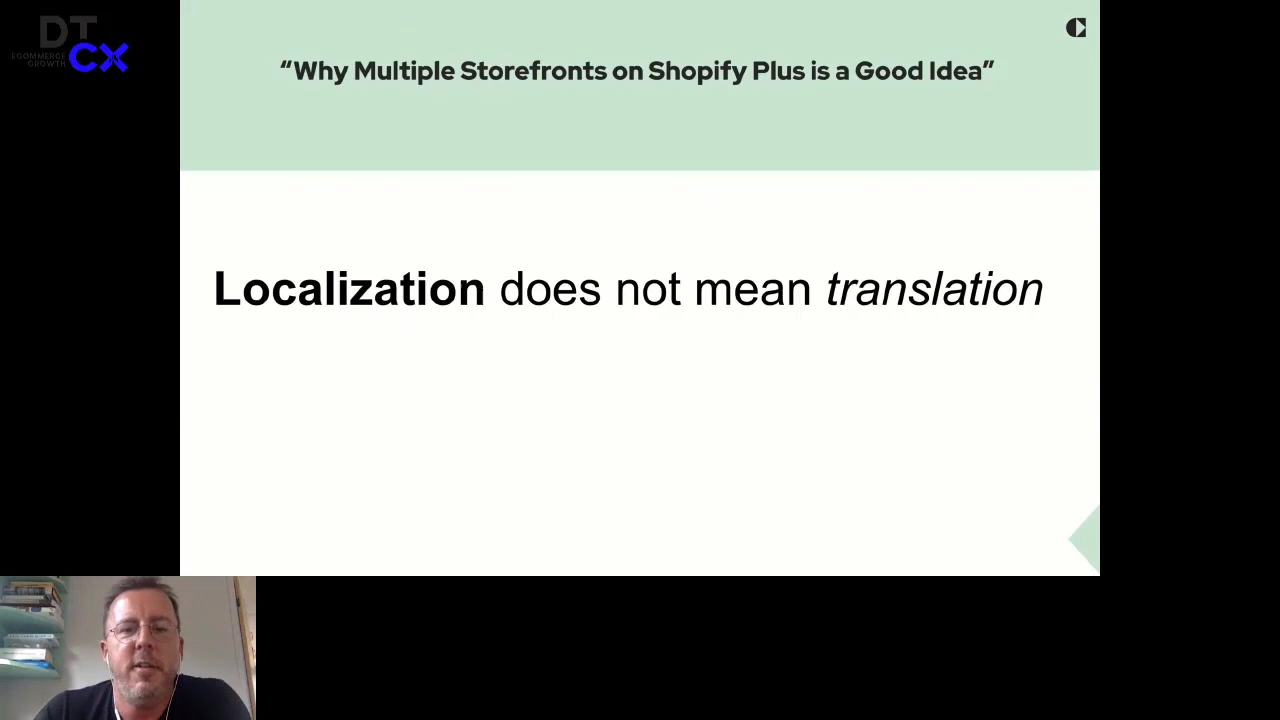 DT
ECOMMERCE
GROWTH
CX
“Why Multiple Storefronts on Shopify Plus is a Good Idea”
Localization does not mean translation